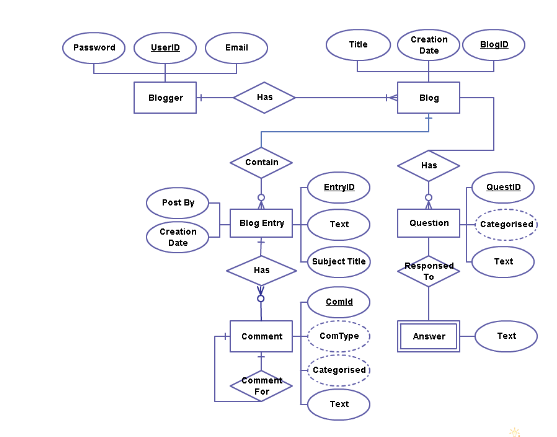 Password
UserID
Email
Title
Creation
Date
BlogID
Blogger
Has
Blog
Contain
Has
Post By
EntryID
QuestID
Creation
Date
Blog Entry
Text
Question
Categorised
Subject Title
Text
Has
Responsed
To
ComId
Comment
ComType
Answer
Text
Comment
For
Categorised
Text